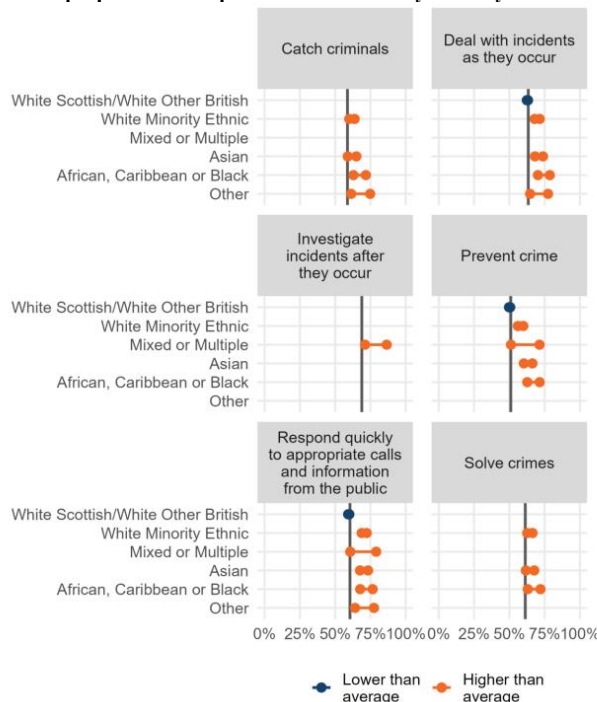 Catch criminals
Deal with incidents
as they occur
White Scottish/White Other British
White Minority Ethnic
Mixed or Multiple
Asian
African, Caribbean or Black
Other
Investigate
incidents after
they occur
Prevent crime
White Scottish/White Other British
White Minority Ethnic
Mixed or Multiple
Asian
African, Caribbean or Black
Other
Respond quickly
to appropriate calls
and information
from the public
Solve crimes
White Scottish/White Other British
White Minority Ethnic
Mixed or Multiple
Asian
African, Caribbean or Black
Other
0% 25% 50% 75% 100% 0% 25% 50% 75% 100%
Lower than
average
Higher than
average